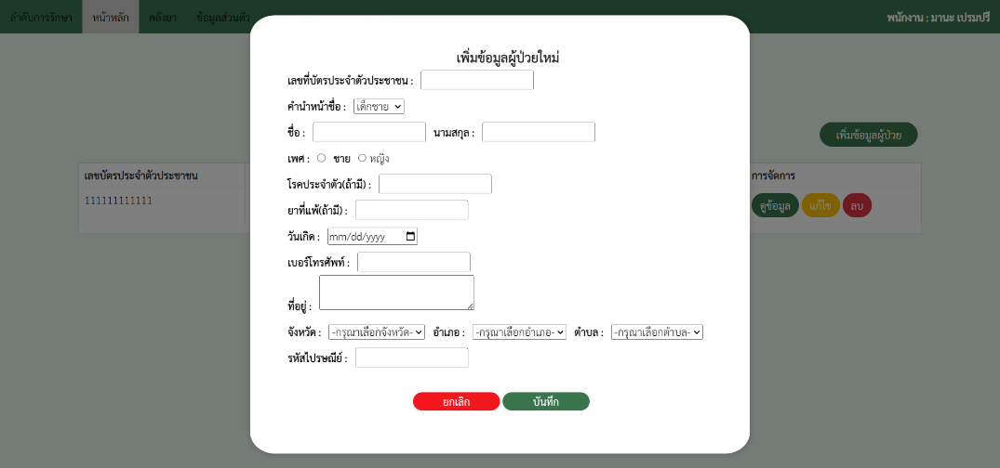 ลำดับการรักษา หน้าหลัก คลังยา ข้อมูลส่วนตัว พนักงาน : มานะ เปรมปรี
เพิ่มข้อมูลผู้ป่วยใหม่
เลขที่บัตรประจำตัวประชาชน :
คำนำหน้าชื่อ : เด็กชาย
ชื่อ : นามสกุล :
เพิ่มข้อมูลผู้ป่วย
เพศ : ชาย หญิง
เลขบัตรประจำตัวประชาชน การจัดการ
โรคประจำตัว(ถ้ามี) :
111111111111 ดูข้อมูล แก้ไข ลบ
ยาที่แพ้(ถ้ามี) :
วันเกิด : mm/dd/yyyy
เบอร์โทรศัพท์ :
ที่อยู่ :
จังหวัด : -กรุณาเลือกจังหวัด- อำเภอ : -กรุณาเลือกอำเภอ- ตำบล : -กรุณาเลือกตำบล-
รหัสไปรษณีย์ :
ยกเลิก บันทึก